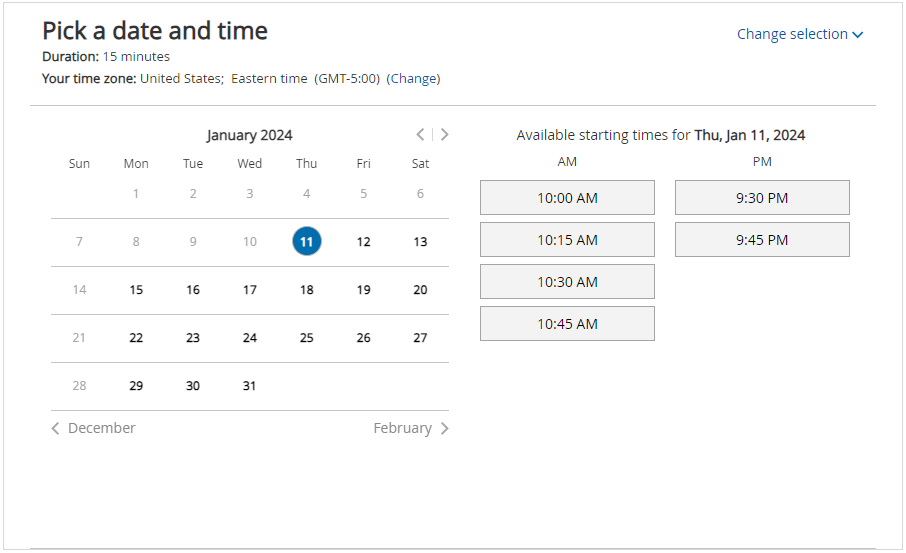 Pick a date and time
Change selection
Duration: 15 minutes
Your time zone: United States; Eastern time (GMT-5:00) (Change)
January 2024
Sun Mon Tue Wed Thu Fri Sat
1 2 3 4 5 6
7 8 9 10 11 12 13
14 15 16 17 18 19 20
21 22 23 24 25 26 27
28 29 30 31
December February
Available starting times for Thu, Jan 11, 2024
AM PM
10:00 AM 9:30 PM
10:15 AM 9:45 PM
10:30 AM
10:45 AM